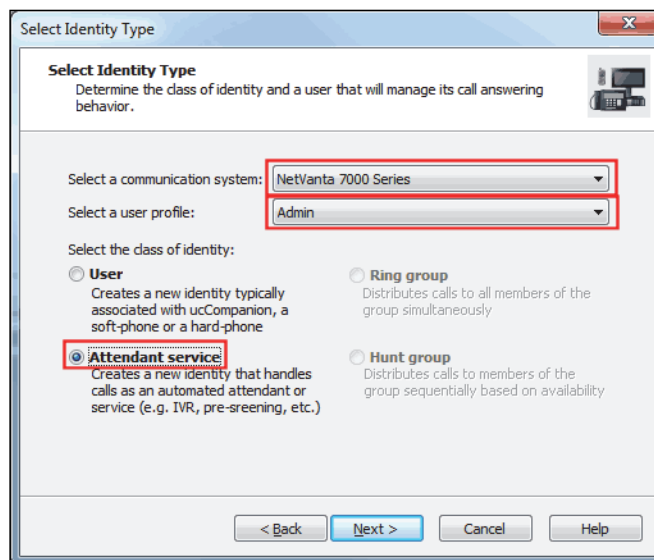 Select Identity Type
Select Identity Type
Determine the class of identity and a user that will manage its call answering
behavior.
Select a communication system: NetVanta 7000 Series
Select a user profile: Admin
Select the class of identity:
User
Creates a new identity typically
associated with ucCompanion, a
soft-phone or a hard-phone
Ring group
Distributes calls to all members of the
group simultaneously
Attendant service
Creates a new identity that handles
calls as an automated attendant or
service (e.g. IVR, pre-sreening, etc.)
Hunt group
Distributes calls to members of the
group sequentially based on availability
< Back
Next >
Cancel
Help